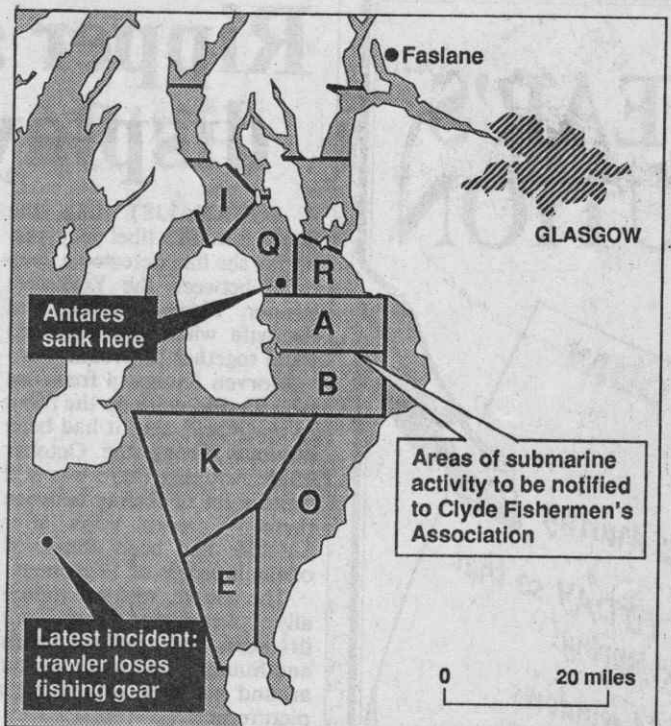 Faslane
GLASGOW
I
Q
R
Antares
sank here
A
B
Areas of submarine
activity to be notified
to Clyde Fishermen's
Association
K
O
E
Latest incident:
trawler loses
fishing gear
0 20 miles